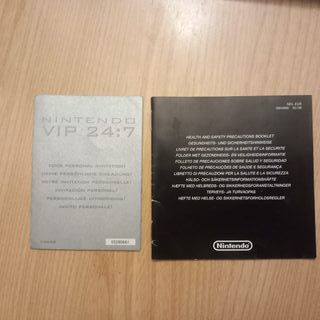 NINTENDO
VIP 24:7
YOUR PERSONAL INVITATION!
DEINE PERSÖNLICHE EINLADUNG!
VOTRE INVITATION PERSONNELLE!
INVITACIÓN PERSONAL!
PERSOONLIJKE UITNODIGING!
INVITO PERSONALE!
HEALTH AND SAFETY PRECAUTIONS BOOKLET
GESUNDHEITS- UND SICHERHEITSHINWEISE
LIVRET DE PRECAUTIONS SUR LA SANTE ET LA SECURITE
FOLDER MET GEZONDHEIDS- EN VEILIGHEIDSINFORMATIE
FOLLETO DE PRECAUCIONES SOBRE SALUD Y SEGURIDAD
FOLHETO DE PRECAUÇÕES DE SAÚDE E SEGURANÇA
LIBRETTO DI PRECAUZIONI PER LA SALUTE E LA SICUREZZA
HÄLSO- OCH SÄKERHETSINFORMATIONSHÄFTE
HÆFTE MED HELBREDS- OG SIKKERHEDSFORANSTALTNINGER
TERVEYS- JA TURVAOPAS
HEFTE MED HELSE- OG SIKKERHETSFORHOLDSREGLER
Nintendo